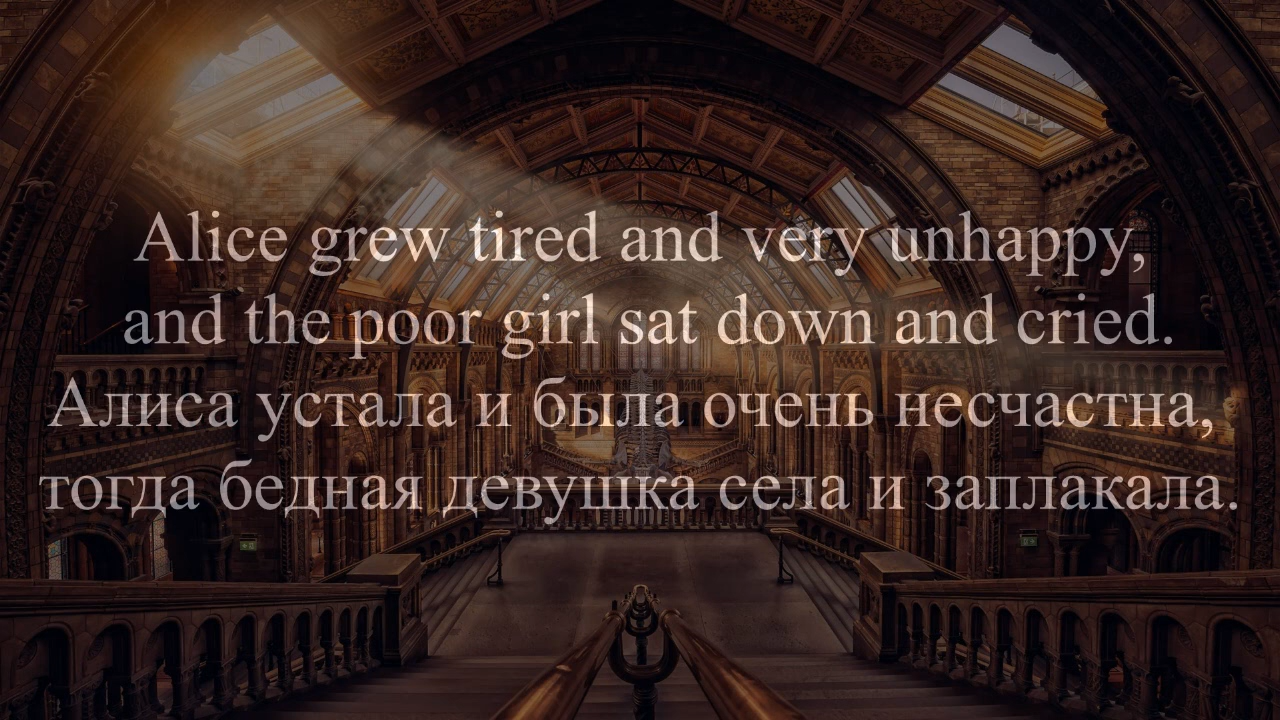 Alice grew tired and very unhappy,
and the poor girl sat down and cried.
Алиса устала и была очень несчастна,
тогда бедная девушка села и заплакала.